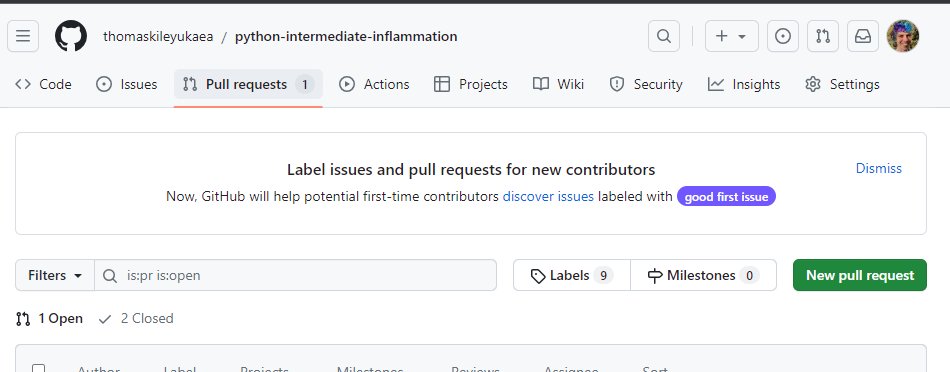 thomaskileyukaea / python-intermediate-inflammation
Code Issues Pull requests 1 Actions Projects Wiki Security Insights Settings
Label issues and pull requests for new contributors Dismiss
Now, GitHub will help potential first-time contributors discover issues labeled with good first issue
Filters is:pr is:open Labels 9 Milestones 0 New pull request
1 Open 2 Closed
Author Label Projects Milestones Reviews Assignee Sort